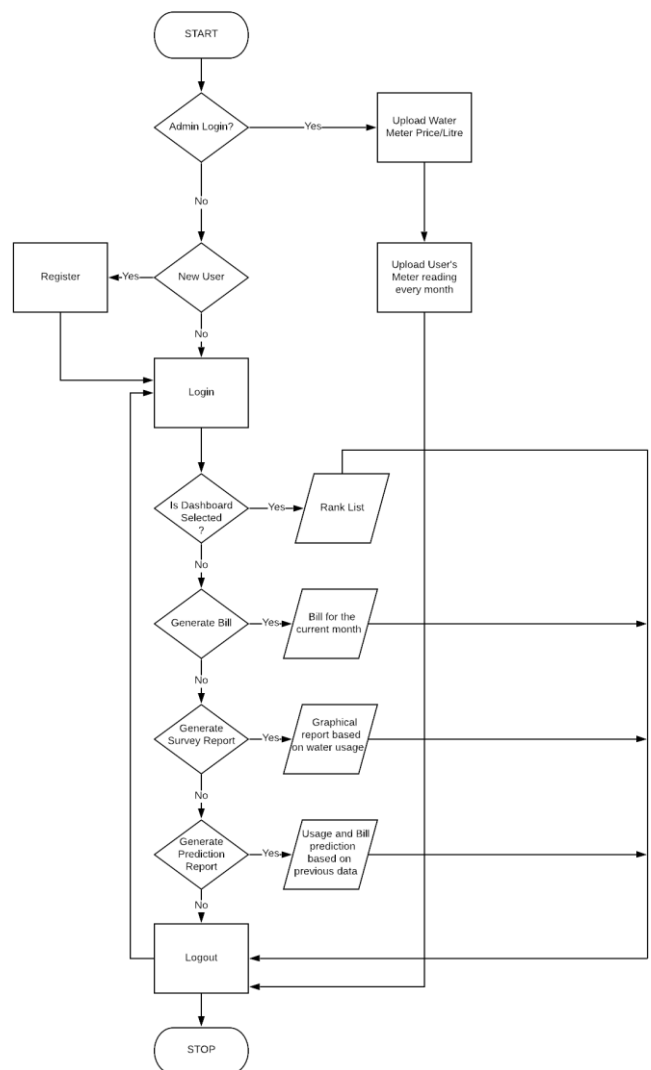 START
Admin Login?
Yes
Upload Water
Meter Price/Litre
No
Register
Yes
New User
Upload User's
Meter reading
every month
No
Login
Is Dashboard
Selected
?
Yes
Rank List
No
Generate Bill
Yes
Bill for the
current month
No
Generate
Survey Report
Yes
Graphical
report based
on water usage
No
Generate
Prediction
Report
Yes
Usage and Bill
prediction
based on
previous data
No
Logout
STOP